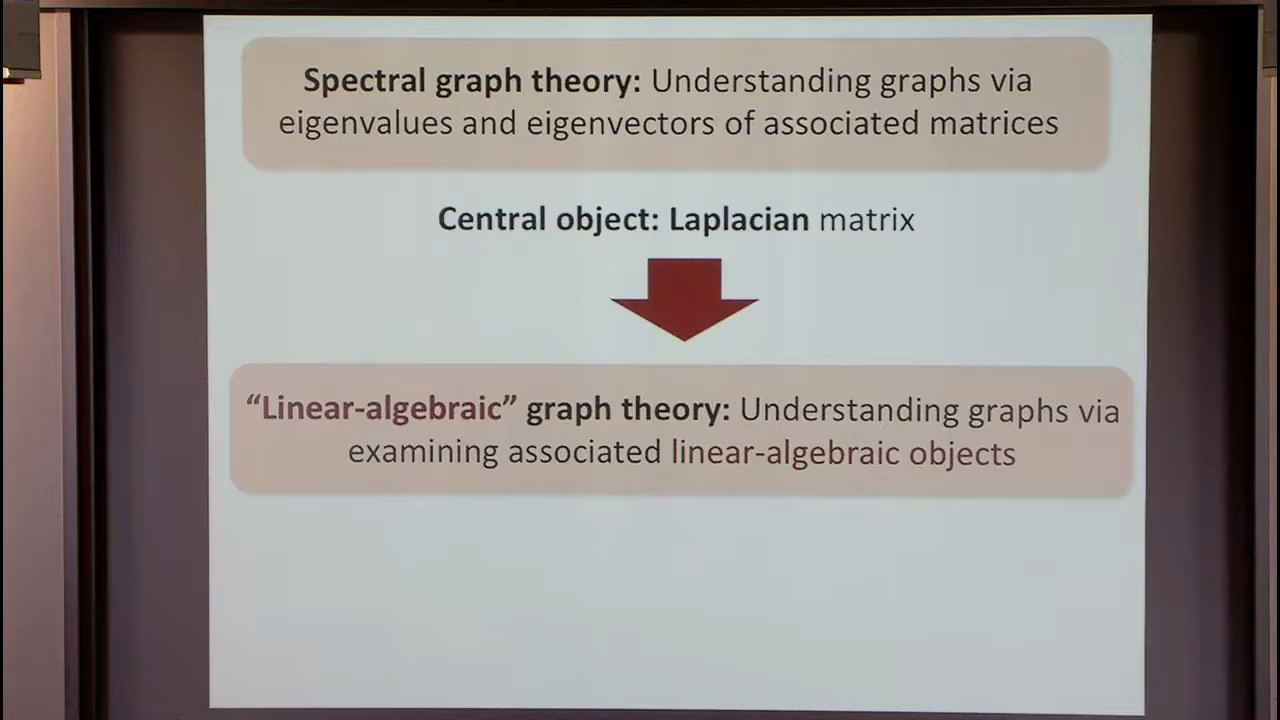 Spectral graph theory: Understanding graphs via
eigenvalues and eigenvectors of associated matrices
Central object: Laplacian matrix
“Linear-algebraic” graph theory: Understanding graphs via
examining associated linear-algebraic objects